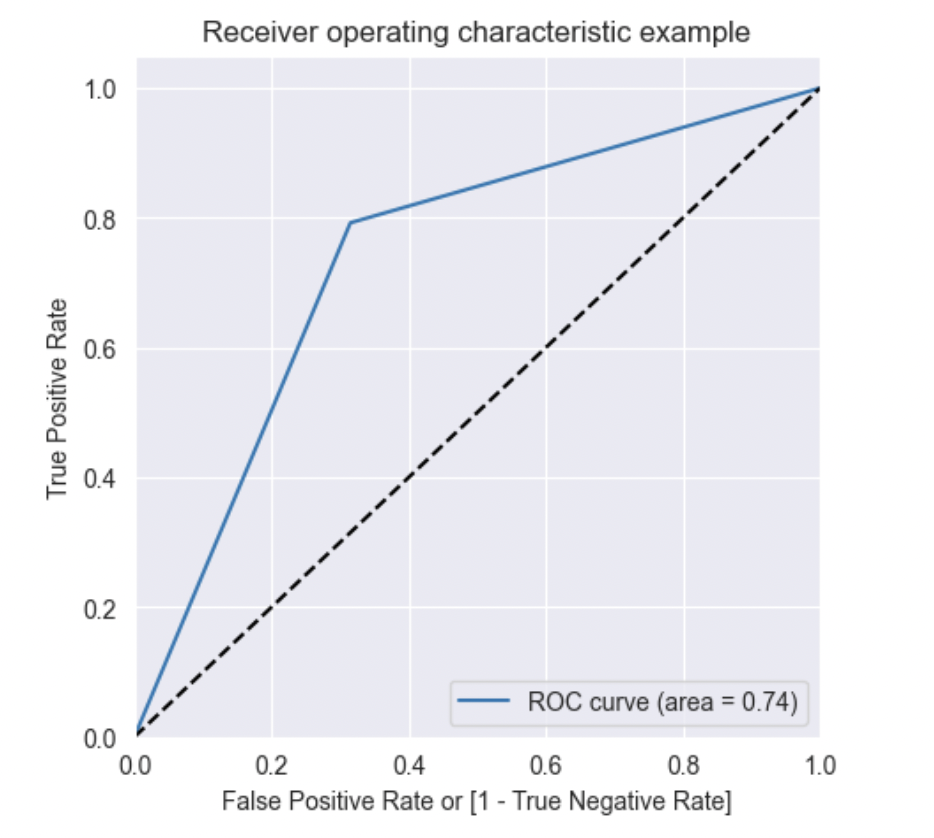 Receiver operating characteristic example
1.0
0.8
0.6
0.4
0.2
0.0
True Positive Rate
ROC curve (area = 0.74)
0.0 0.2 0.4 0.6 0.8 1.0
False Positive Rate or [1 - True Negative Rate]